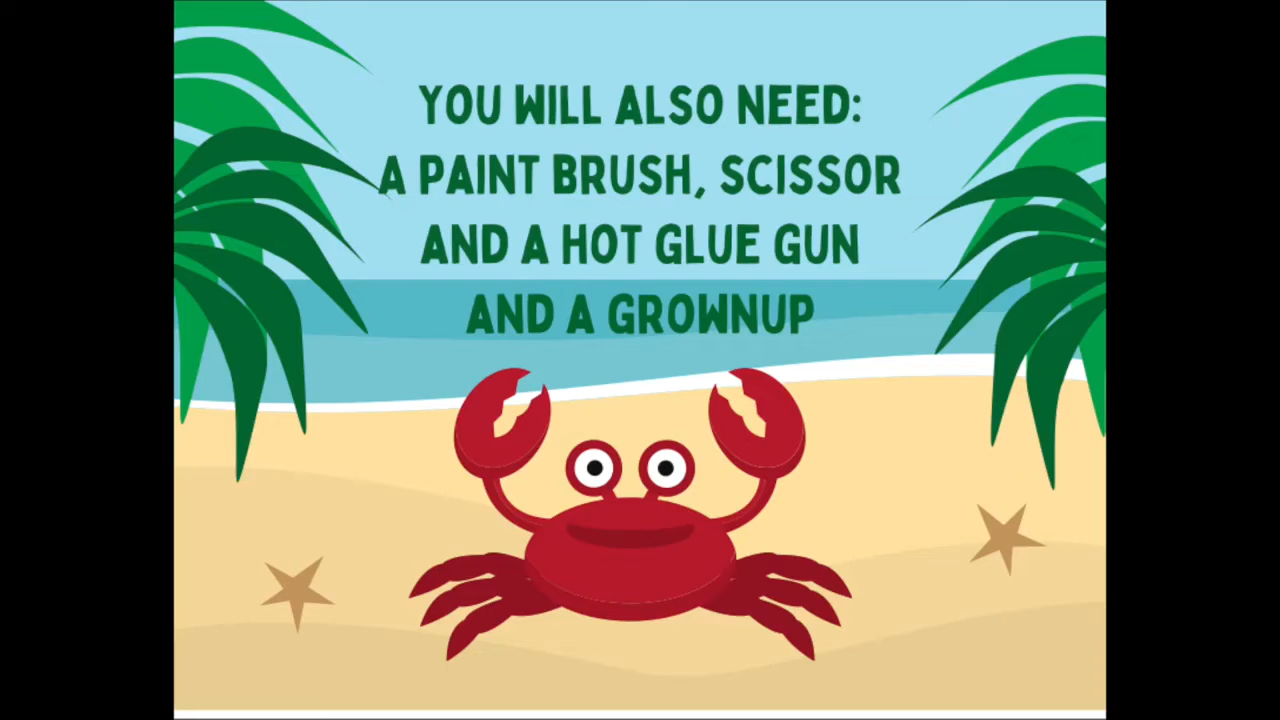 YOU WILL ALSO NEED:
A PAINT BRUSH, SCISSOR
AND A HOT GLUE GUN
AND A GROWNUP